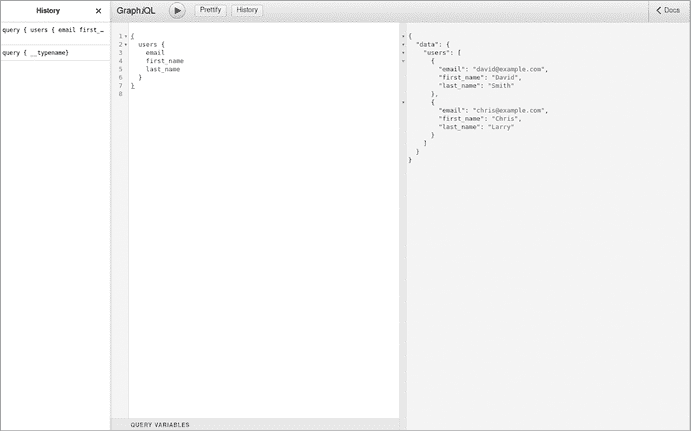 History ✕
query { users { email first_…
query { __typename}
GraphiQL
Prettify
History
Docs
1 {
2 users {
3 email
4 first_name
5 last_name
6 }
7 }
8
QUERY VARIABLES
{
"data": {
"users": [
{
"email": "david@example.com",
"first_name": "David",
"last_name": "Smith"
},
{
"email": "chris@example.com",
"first_name": "Chris",
"last_name": "Larry"
}
]
}
}